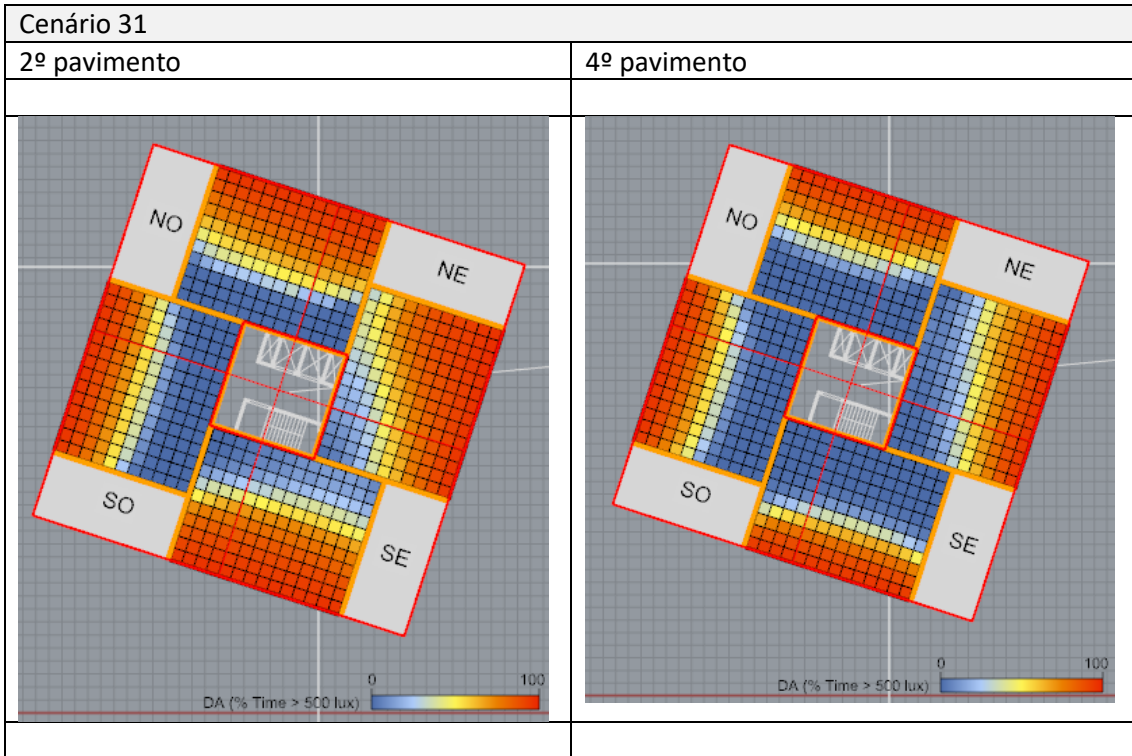 Cenário 31
2º pavimento
4º pavimento
NO
NE
SO
SE
0
100
DA (% Time > 500 lux)
NO
NE
SO
SE
0
100
DA (% Time > 500 lux)